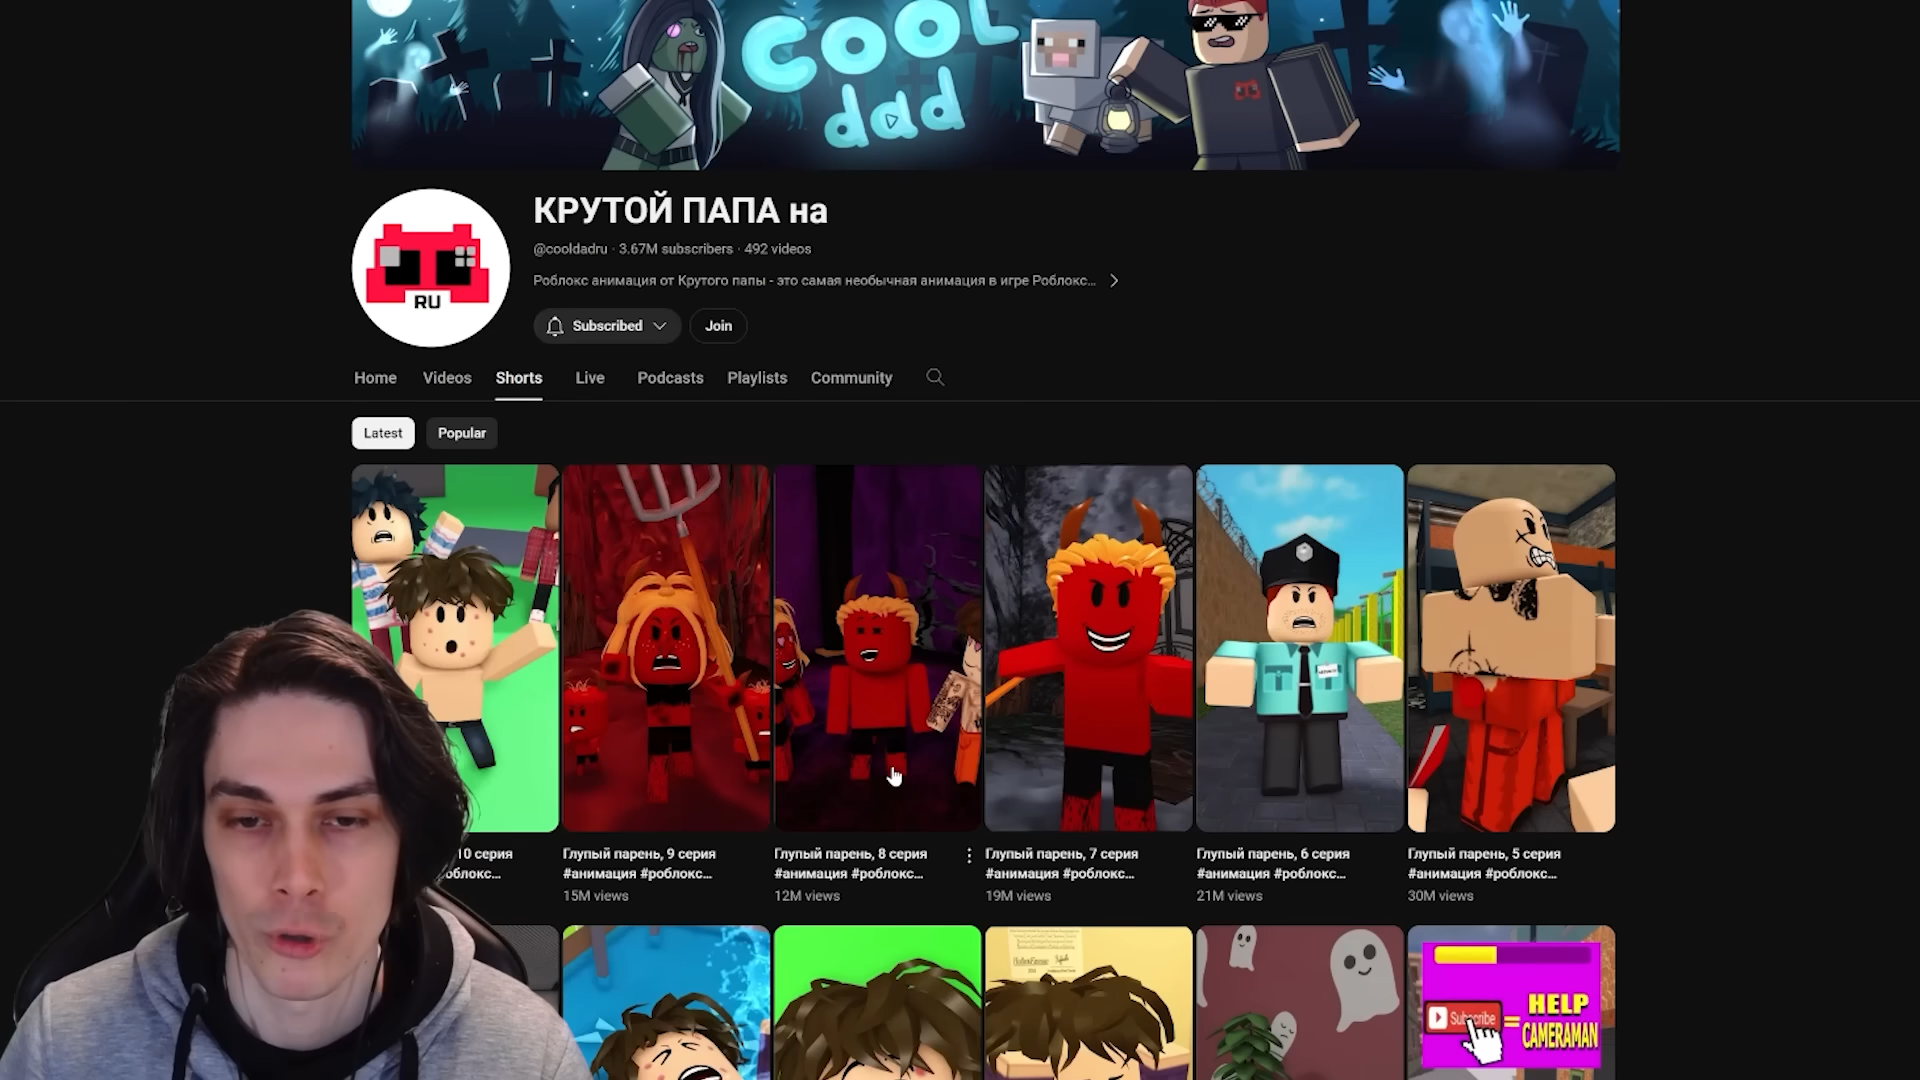 COOL
dad
КРУТОЙ ПАПА на
@cooldadru · 3.67M subscribers · 492 videos
Роблокс анимация от Крутого папы - это самая необычная анимация в игре Роблокс...
RU
Subscribed
Join
Home Videos Shorts Live Podcasts Playlists Community
Latest Popular
10 серия
Глупый парень, 9 серия
#анимация #роблокс...
15M views
Глупый парень, 8 серия
#анимация #роблокс...
12M views
Глупый парень, 7 серия
#анимация #роблокс...
19M views
Глупый парень, 6 серия
#анимация #роблокс...
21M views
Глупый парень, 5 серия
#анимация #роблокс...
30M views
Subscribe = HELP
CAMERAMAN